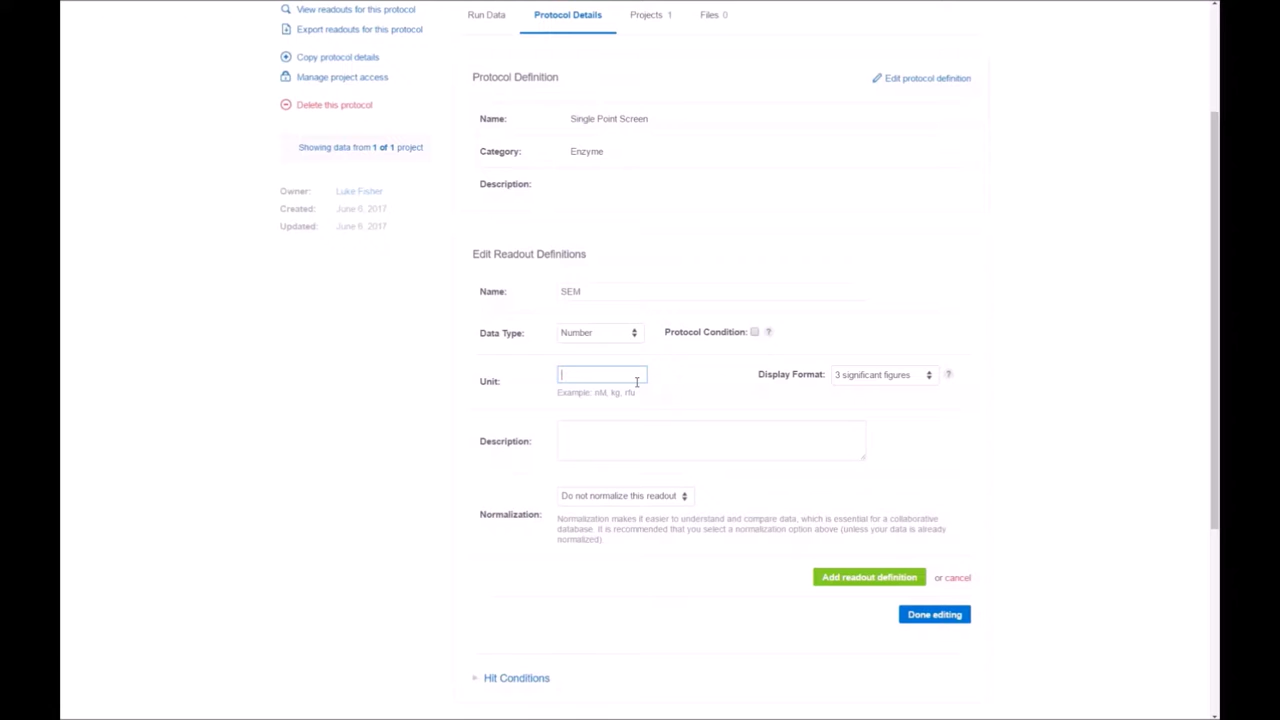 View readouts for this protocol
Export readouts for this protocol
Copy protocol details
Manage project access
Delete this protocol
Showing data from 1 of 1 project
Owner: Luke Fisher
Created: June 6, 2017
Updated: June 8, 2017
Run Data Protocol Details Projects 1 Files 0
Protocol Definition Edit protocol definition
Name: Single Point Screen
Category: Enzyme
Description:
Edit Readout Definitions
Name: SEM
Data Type: Number Protocol Condition: ?
Unit: Display Format: 3 significant figures ?
Example: nM, kg, rfu
Description:
Do not normalize this readout
Normalization: Normalization makes it easier to understand and compare data, which is essential for a collaborative
database. It is recommended that you select a normalization option above (unless your data is already
normalized).
Add readout definition or cancel
Done editing
Hit Conditions